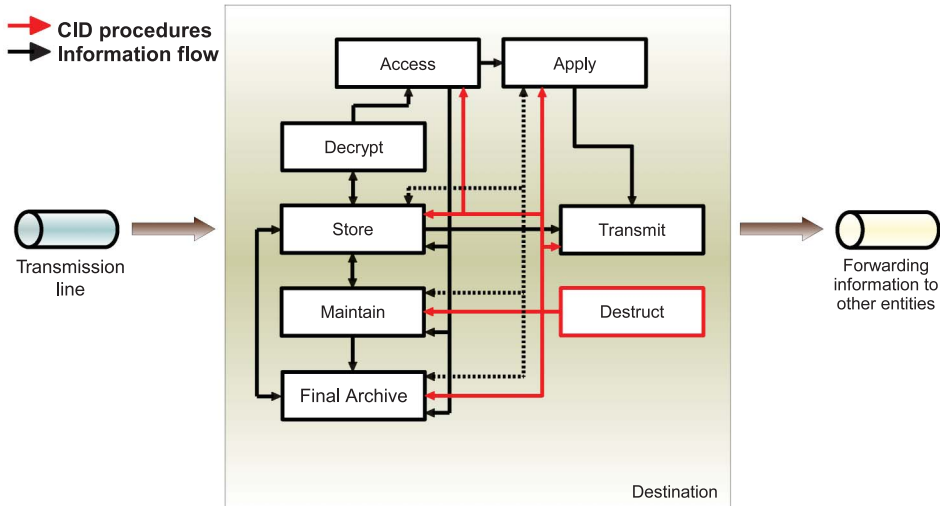 CID procedures
Information flow
Access
Apply
Decrypt
Store
Transmit
Transmission
line
Forwarding
information to
other entities
Maintain
Destruct
Final Archive
Destination